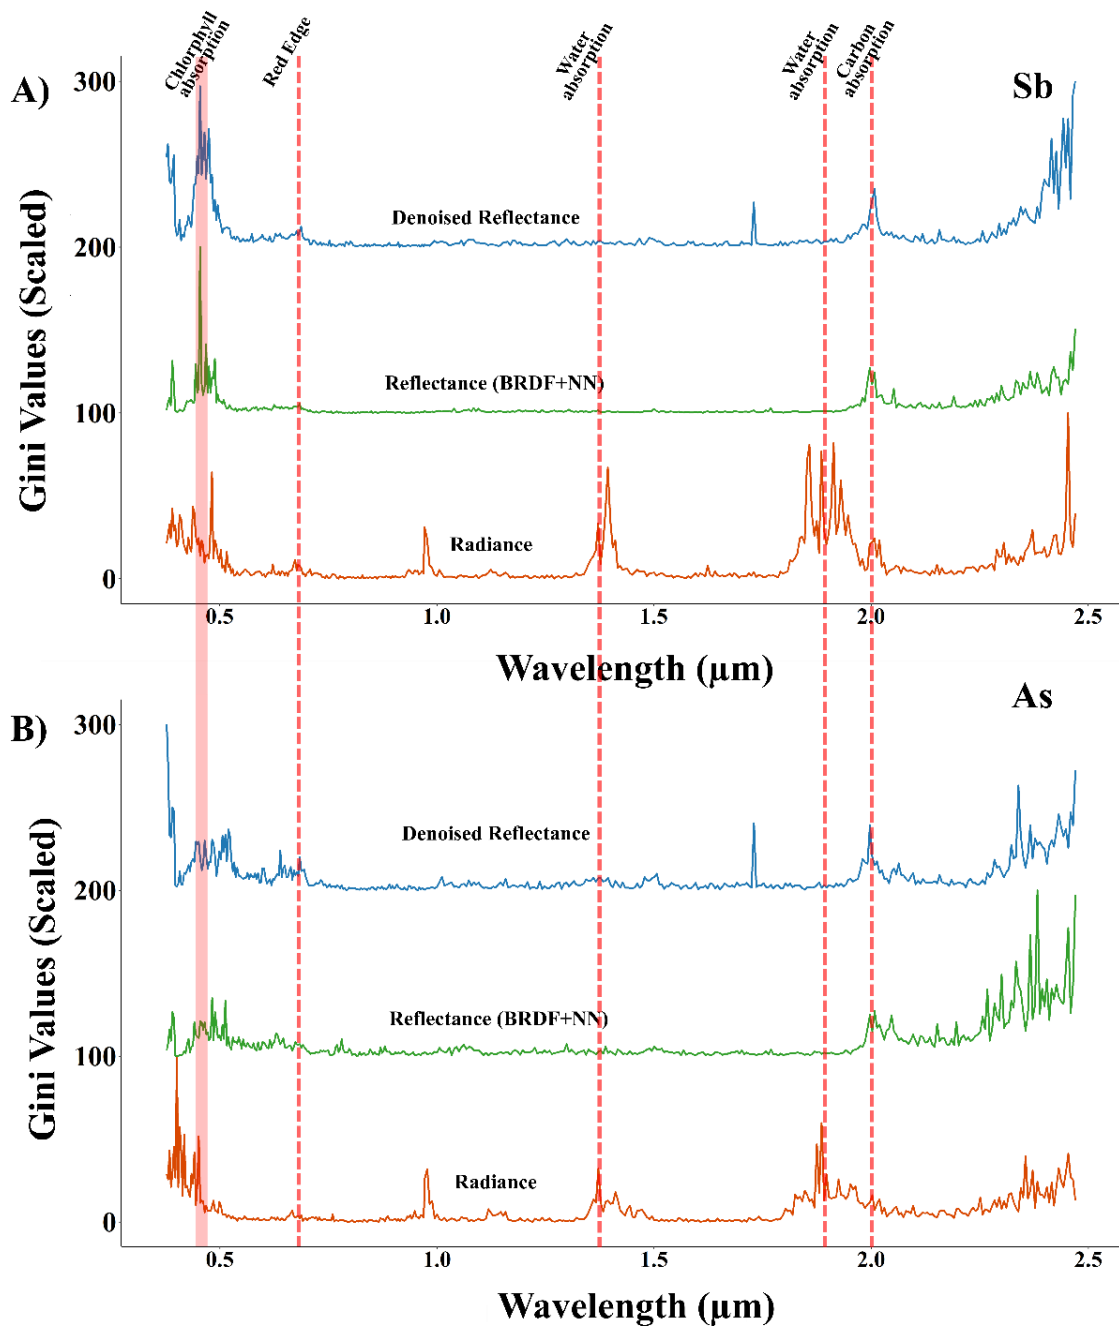 Chlorphyll
absorption
Red Edge
Water
absorption
Water
absorption
Carbon
absorption
A)
Sb
300
200
100
0
Gini Values (Scaled)
Denoised Reflectance
Reflectance (BRDF+NN)
Radiance
0.5 1.0 1.5 2.0 2.5
Wavelength (μm)
B)
As
300
200
100
0
Gini Values (Scaled)
Denoised Reflectance
Reflectance (BRDF+NN)
Radiance
0.5 1.0 1.5 2.0 2.5
Wavelength (μm)